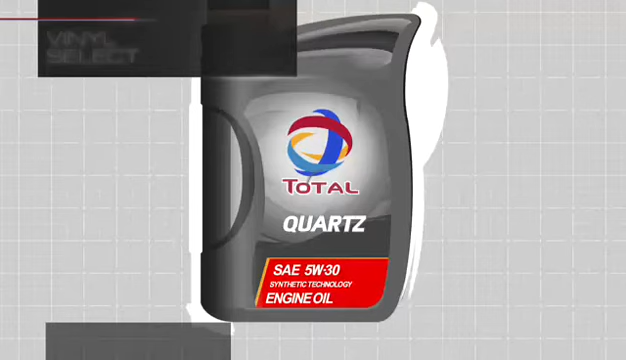 VINYL
SELECT
TOTAL
QUARTZ
SAE 5W-30
SYNTHETIC TECHNOLOGY
ENGINE OIL